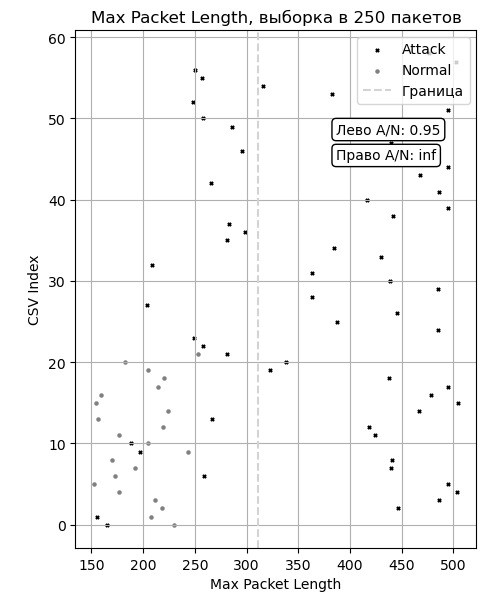 Max Packet Length, выборка в 250 пакетов
CSV Index
60
50
40
30
20
10
0
Attack
Normal
Граница
Лево A/N: 0.95
Право A/N: inf
150 200 250 300 350 400 450 500
Max Packet Length